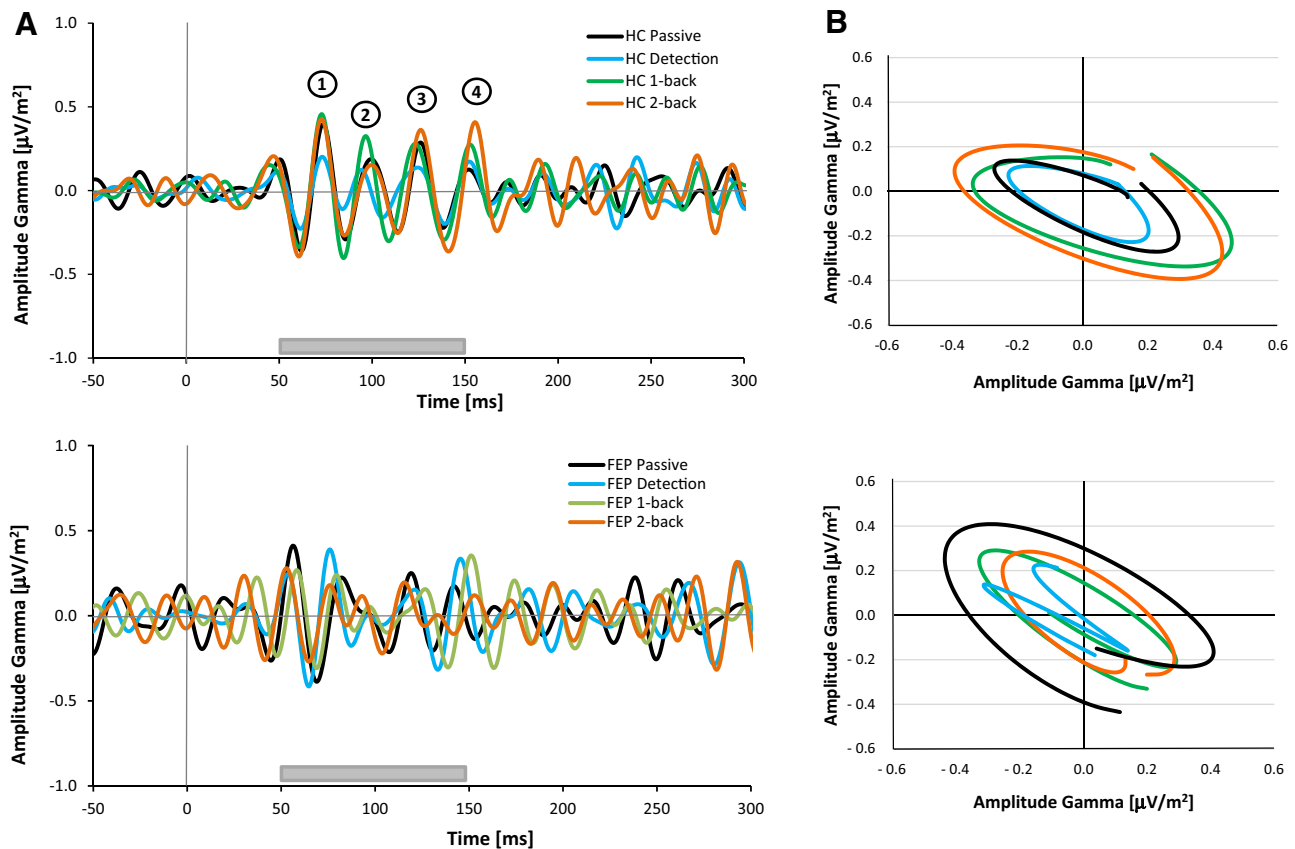 A
Amplitude Gamma [µV/m²]
1.0
0.5
0.0
-0.5
-1.0
1
2
3
4
HC Passive
HC Detection
HC 1-back
HC 2-back
-50 0 50 100 150 200 250 300
Time [ms]
B
Amplitude Gamma [µV/m²]
0.6
0.4
0.2
0.0
-0.2
-0.4
-0.6
-0.6 -0.4 -0.2 0.0 0.2 0.4 0.6
Amplitude Gamma [µV/m²]
Amplitude Gamma [µV/m²]
1.0
0.5
0.0
-0.5
-1.0
FEP Passive
FEP Detection
FEP 1-back
FEP 2-back
-50 0 50 100 150 200 250 300
Time [ms]
Amplitude Gamma [µV/m²]
0.6
0.4
0.2
0.0
- 0.2
- 0.4
- 0.6
- 0.6 - 0.4 - 0.2 0.0 0.2 0.4 0.6
Amplitude Gamma [µV/m²]